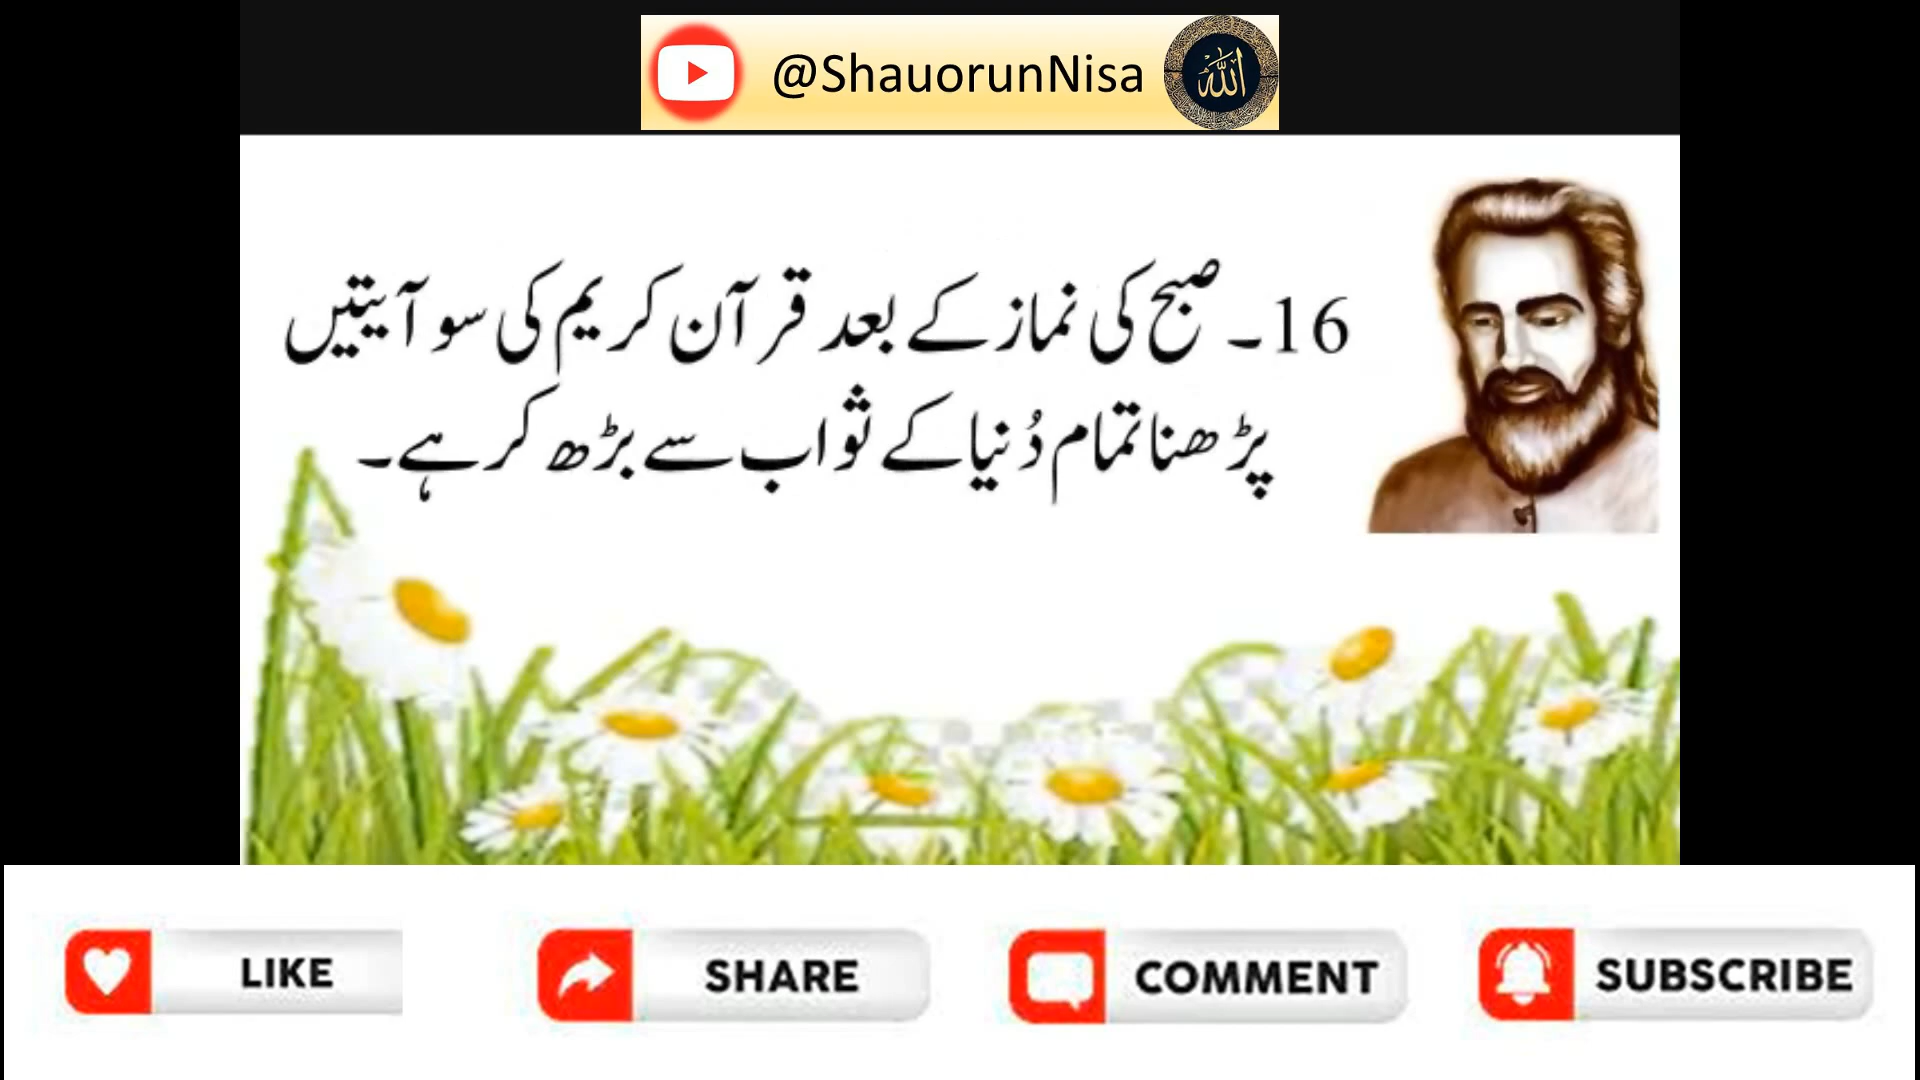 @ShauorunNisa
الله
16۔ صبح کی نماز کے بعد قرآن کریم کی سو آیتیں
پڑھنا تمام دُنیا کے ثواب سے بڑھ کر ہے۔
LIKE
SHARE
COMMENT
SUBSCRIBE